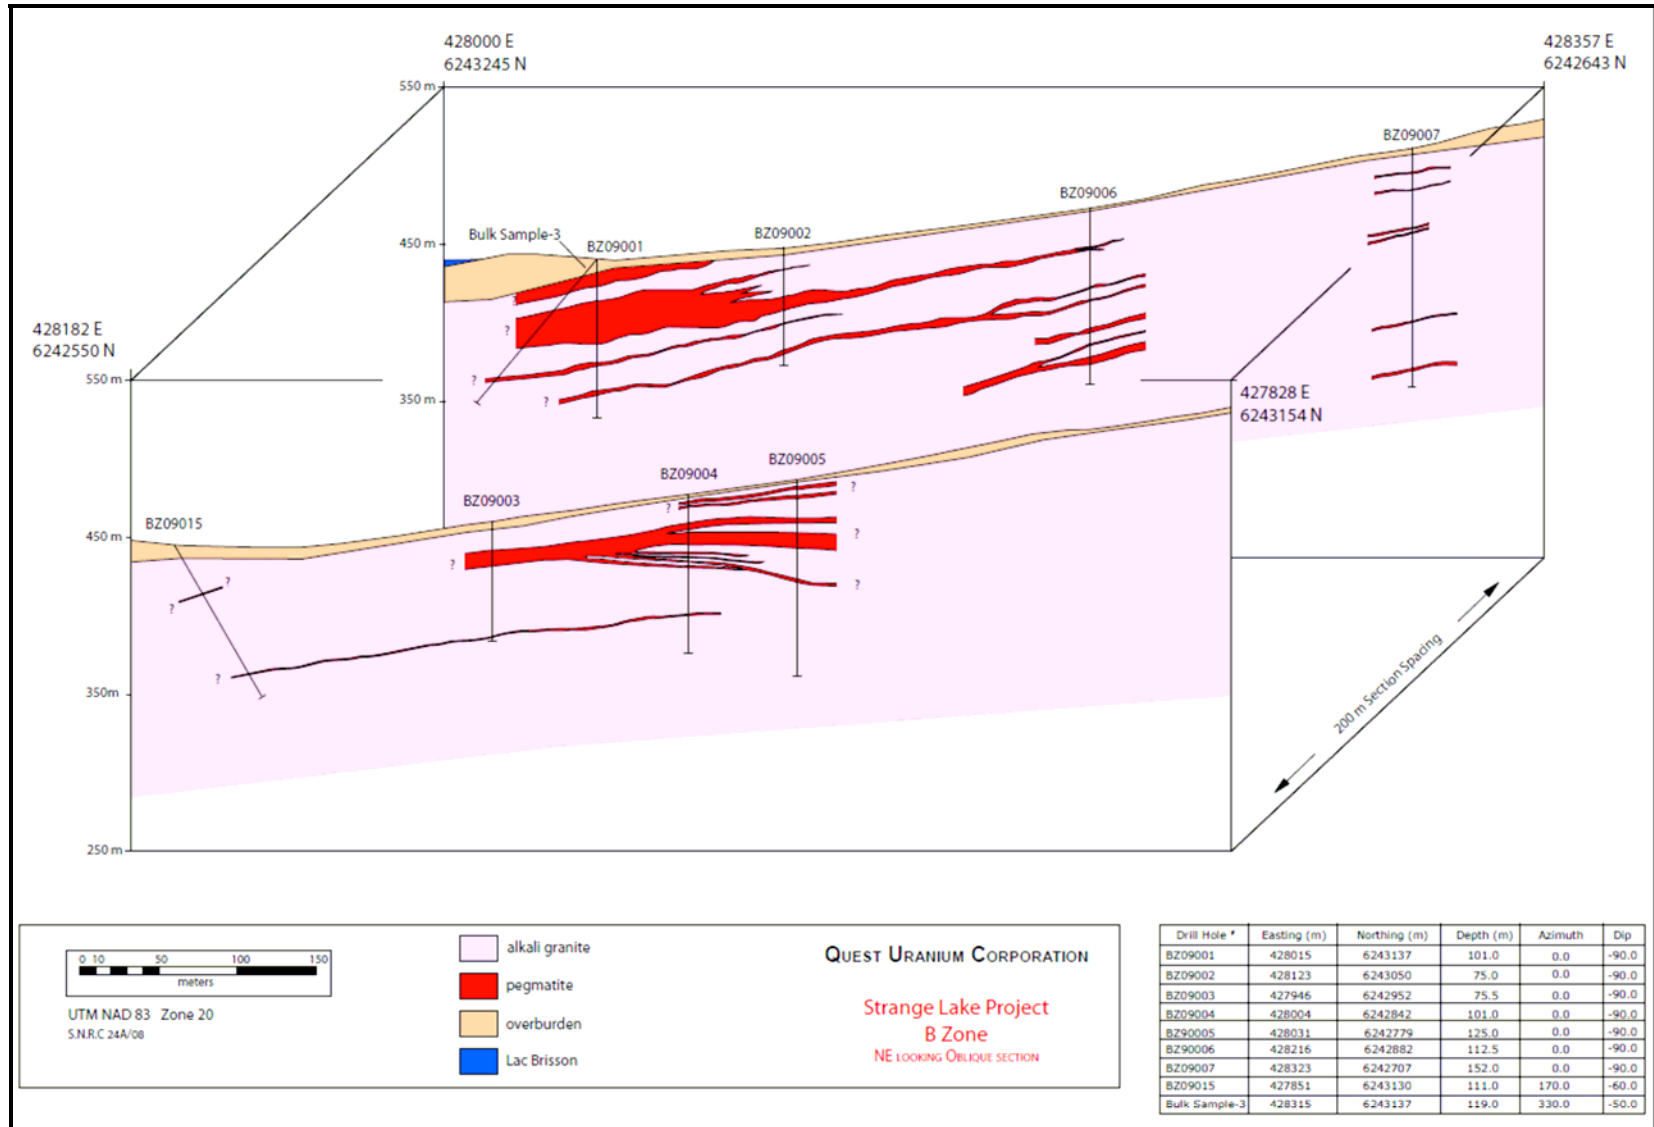 428000 E
6243245 N
428357 E
6242643 N
550 m
BZ09007
BZ09006
Bulk Sample-3
BZ09001
BZ09002
450 m
?
?
428182 E
6242550 N
550 m
?
350 m
?
427828 E
6243154 N
BZ09005
BZ09004
?
BZ09003
?
BZ09015
450 m
?
?
?
?
?
?
350m
200 m Section Spacing
250 m
0 10 50 100 150
meters
UTM NAD 83 Zone 20
S.N.R.C 24A/08
alkali granite
pegmatite
overburden
Lac Brisson
QUEST URANIUM CORPORATION
Strange Lake Project
B Zone
NE LOOKING OBLIQUE SECTION
Drill Hole # Easting (m) Northing (m) Depth (m) Azimuth Dip
BZ09001 428015 6243137 101.0 0.0 -90.0
BZ09002 428123 6243050 75.0 0.0 -90.0
BZ09003 427946 6242952 75.5 0.0 -90.0
BZ09004 428004 6242842 101.0 0.0 -90.0
BZ90005 428031 6242779 125.0 0.0 -90.0
BZ90006 428216 6242882 112.5 0.0 -90.0
BZ09007 428323 6242707 152.0 0.0 -90.0
BZ09015 427851 6243130 111.0 170.0 -60.0
Bulk Sample-3 428315 6243137 119.0 330.0 -50.0